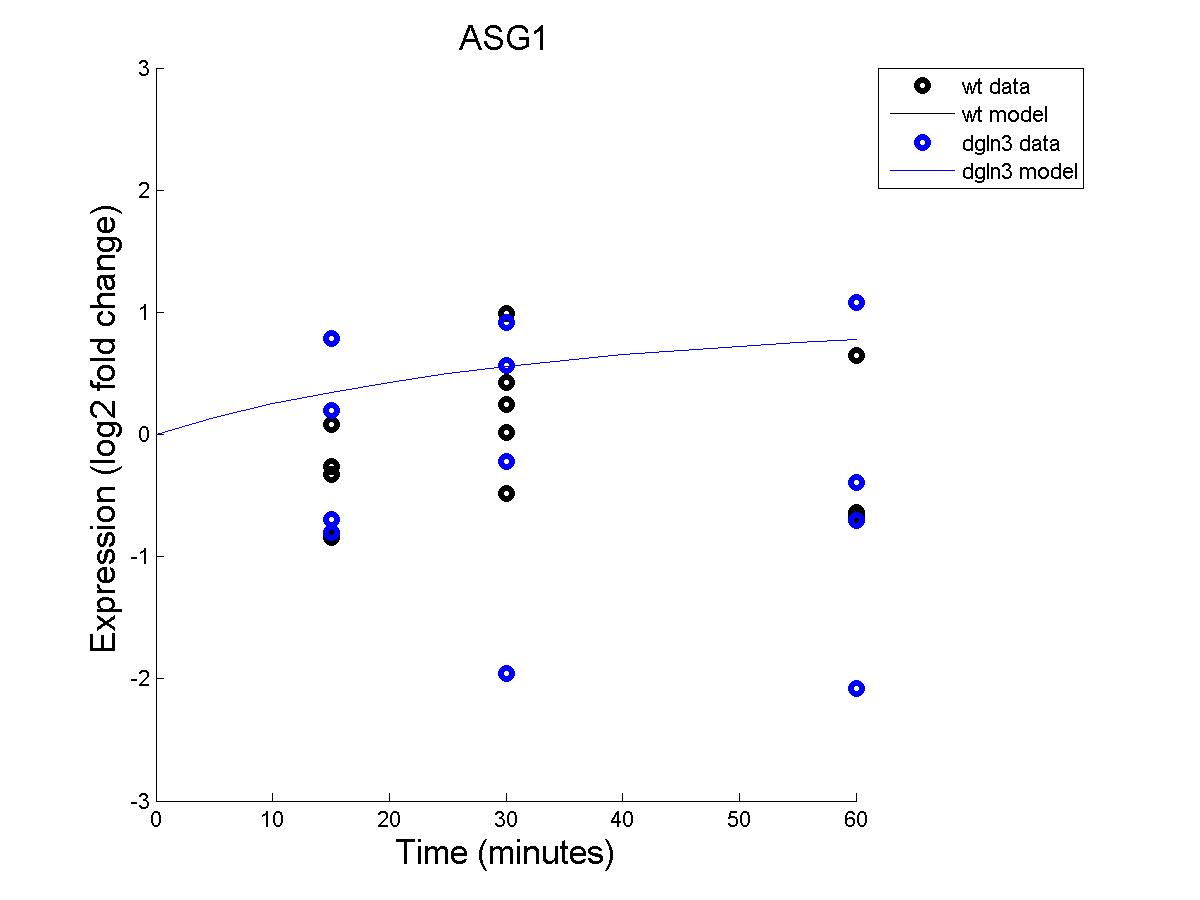 ASG1
wt data
wt model
dgln3 data
dgln3 model
Expression (log2 fold change)
3
2
1
0
-1
-2
-3
0 10 20 30 40 50 60
Time (minutes)